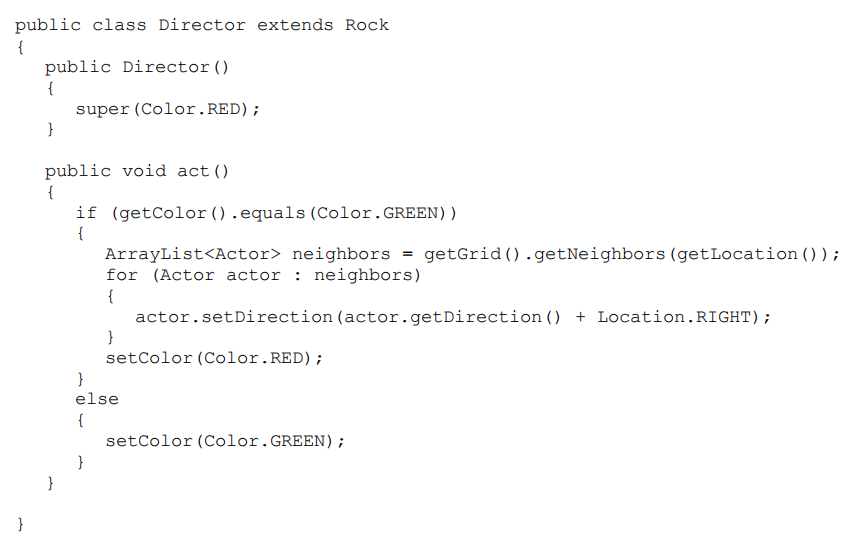 public class Director extends Rock
{
public Director()
{
super(Color.RED);
}
public void act()
{
if (getColor().equals(Color.GREEN))
{
ArrayList<Actor> neighbors = getGrid().getNeighbors(getLocation());
for (Actor actor : neighbors)
{
actor.setDirection(actor.getDirection() + Location.RIGHT);
}
setColor(Color.RED);
}
else
{
setColor(Color.GREEN);
}
}
}